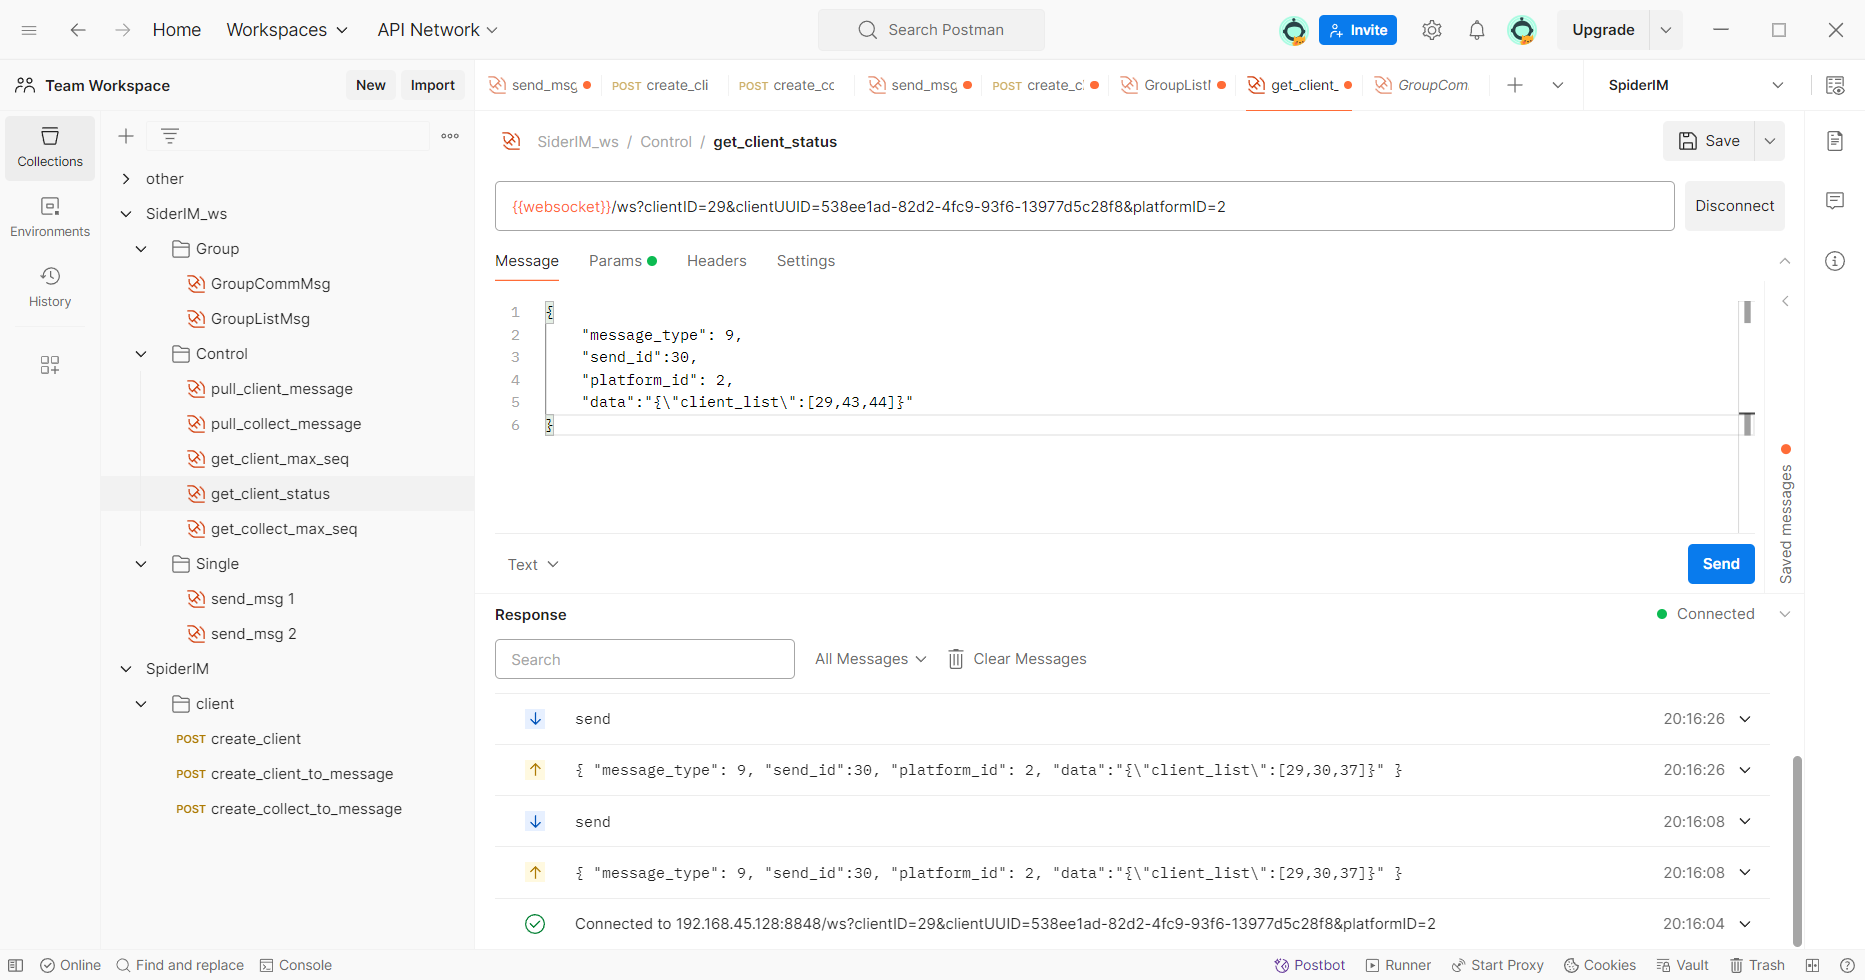 Home Workspaces API Network Search Postman Invite Upgrade
Team Workspace New Import send_msg POST create_cli POST create_cc send_msg POST create_c GroupListM get_client_ GroupCom SpiderIM
Collections
Environments
History
other
SiderIM_ws
Group
GroupCommMsg
GroupListMsg
Control
pull_client_message
pull_collect_message
get_client_max_seq
get_client_status
get_collect_max_seq
Single
send_msg 1
send_msg 2
SpiderIM
client
POST create_client
POST create_client_to_message
POST create_collect_to_message
SiderIM_ws / Control / get_client_status Save
{{websocket}}/ws?clientID=29&clientUUID=538ee1ad-82d2-4fc9-93f6-13977d5c28f8&platformID=2 Disconnect
Message Params Headers Settings
1 {
2 "message_type": 9,
3 "send_id":30,
4 "platform_id": 2,
5 "data":"{\"client_list\":[29,43,44]}"
6 }
Saved messages
Text Send
Response Connected
Search All Messages Clear Messages
send 20:16:26
{ "message_type": 9, "send_id":30, "platform_id": 2, "data":"{\"client_list\":[29,30,37]}" } 20:16:26
send 20:16:08
{ "message_type": 9, "send_id":30, "platform_id": 2, "data":"{\"client_list\":[29,30,37]}" } 20:16:08
Connected to 192.168.45.128:8848/ws?clientID=29&clientUUID=538ee1ad-82d2-4fc9-93f6-13977d5c28f8&platformID=2 20:16:04
Online Find and replace Console Postbot Runner Start Proxy Cookies Vault Trash